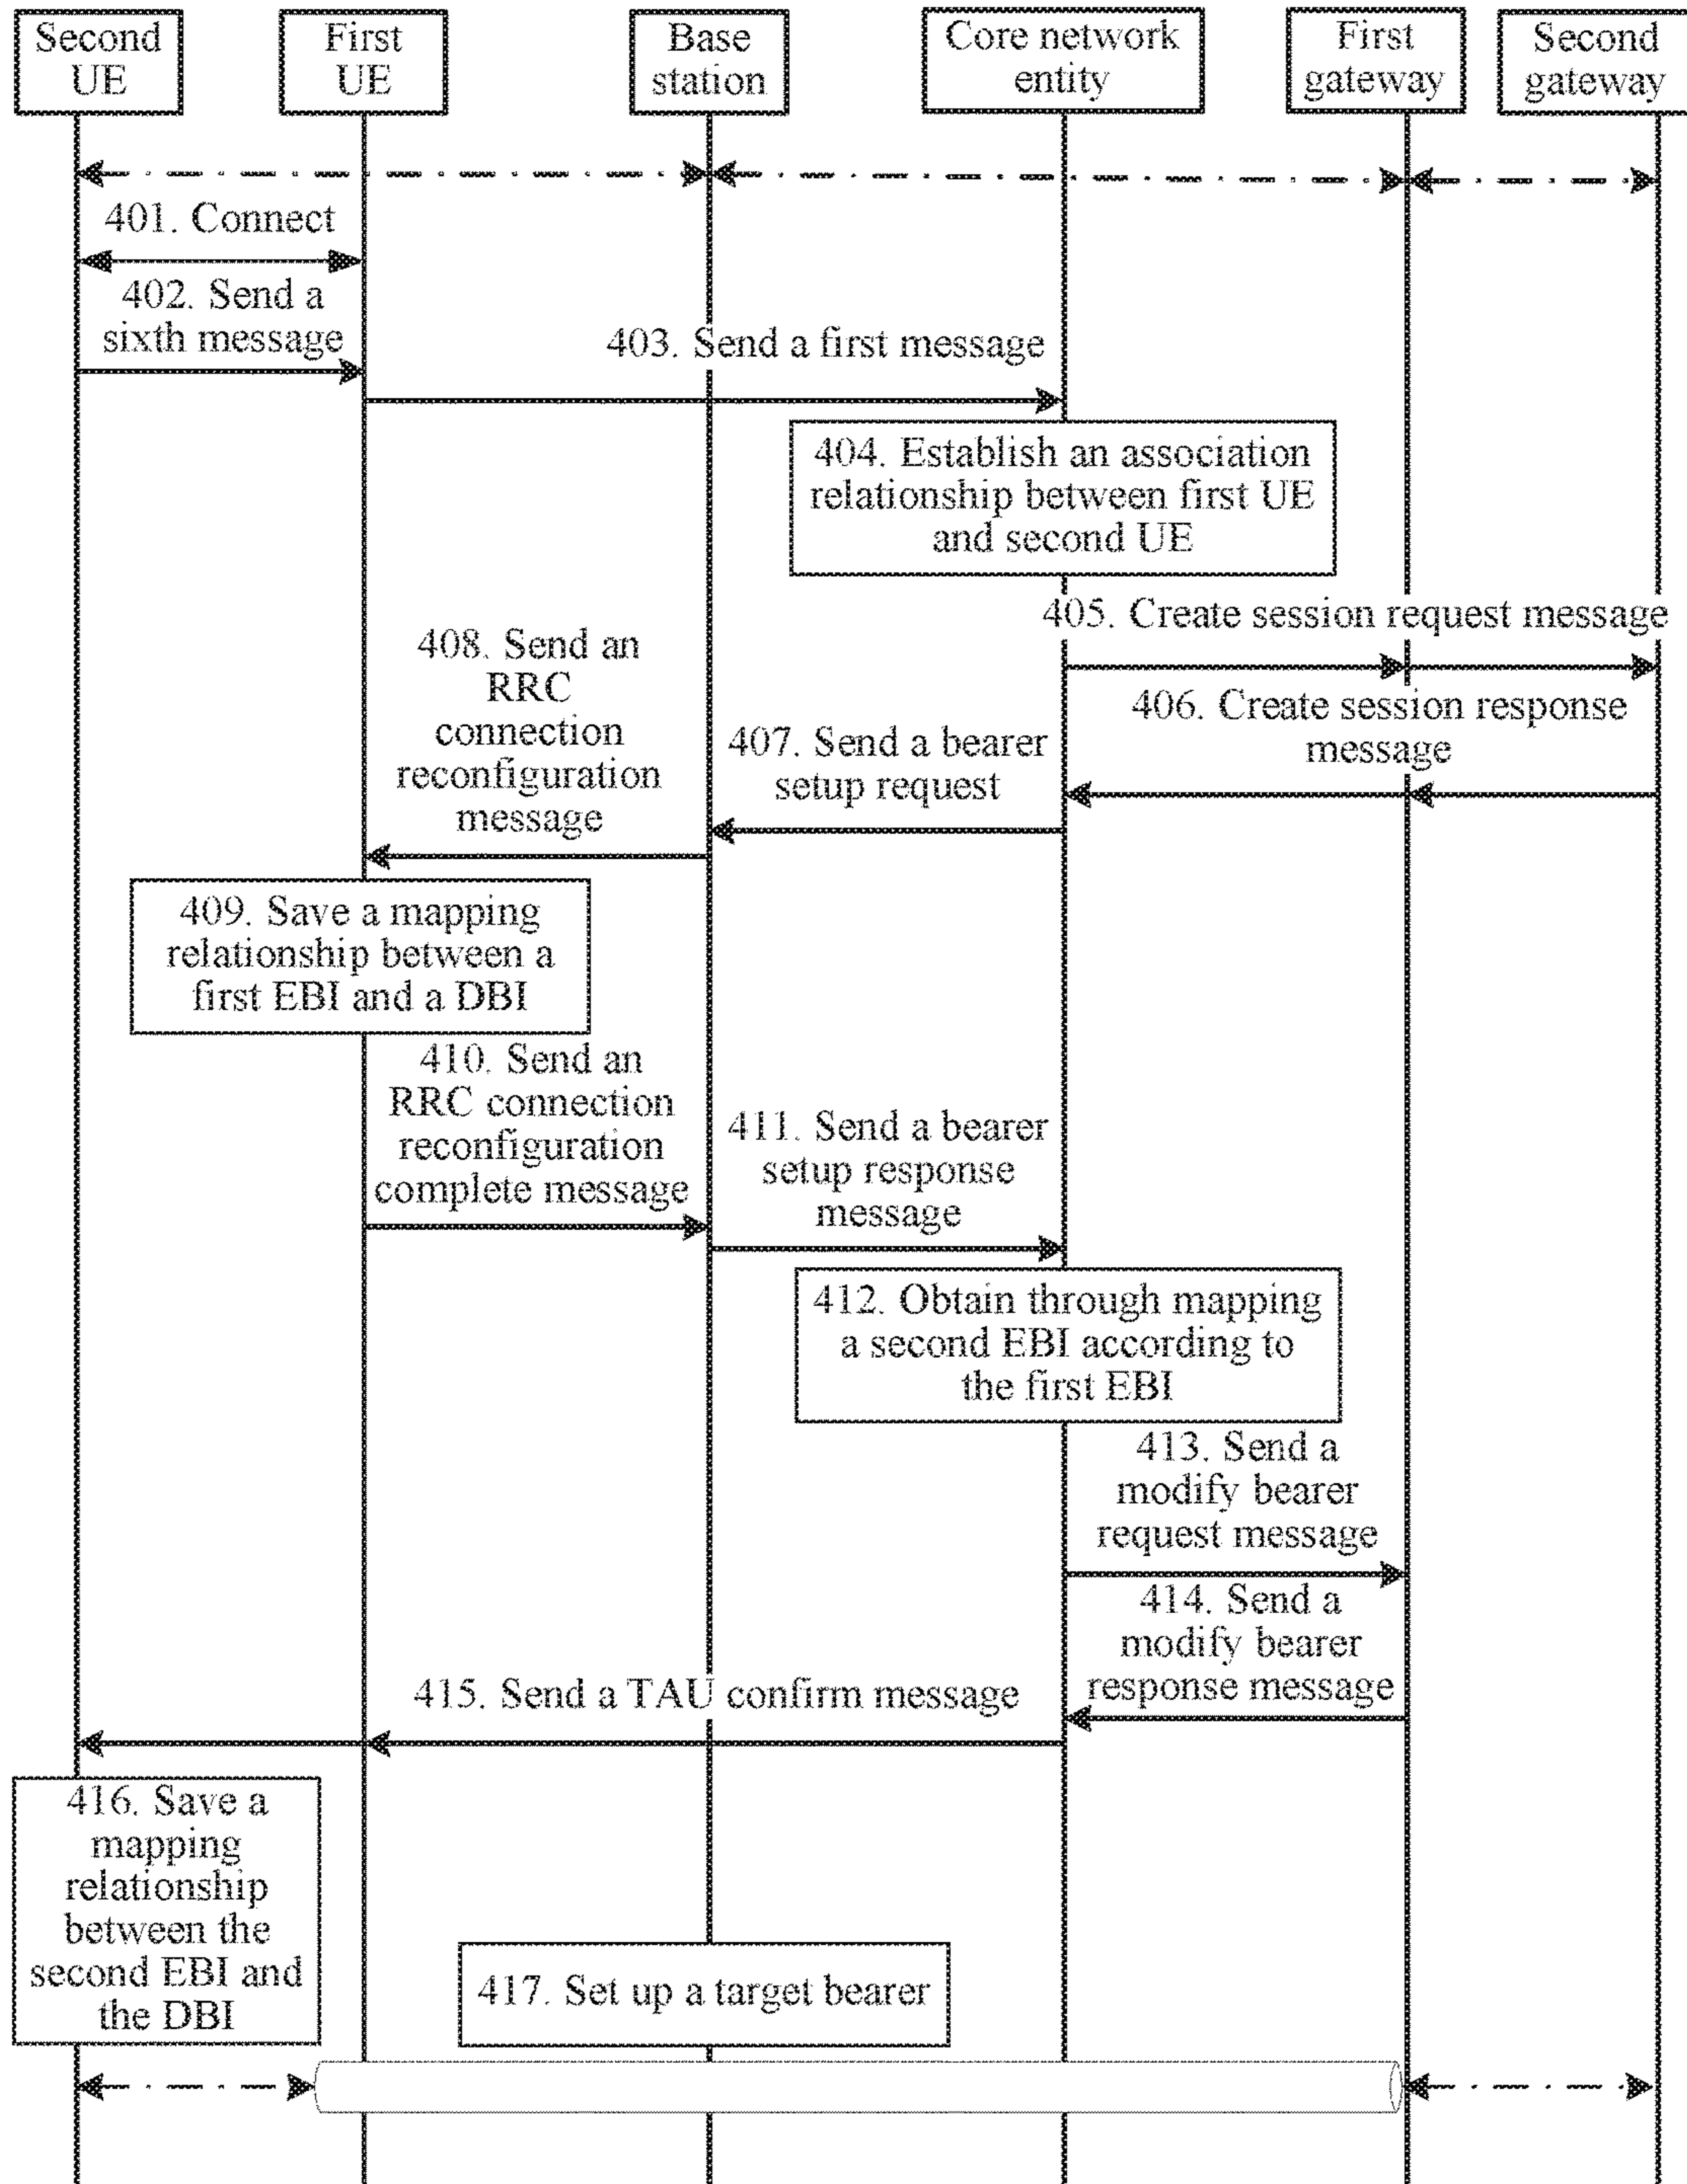 Second
UE
First
UE
Base
station
Core network
entity
First
gateway
Second
gateway
401. Connect
402. Send a
sixth message
403. Send a first message
404. Establish an association
relationship between first UE
and second UE
405. Create session request message
406. Create session response
message
407. Send a bearer
setup request
408. Send an
RRC
connection
reconfiguration
message
409. Save a mapping
relationship between a
first EBI and a DBI
410. Send an
RRC connection
reconfiguration
complete message
411. Send a bearer
setup response
message
412. Obtain through mapping
a second EBI according to
the first EBI
413. Send a
modify bearer
request message
414. Send a
modify bearer
response message
415. Send a TAU confirm message
416. Save a
mapping
relationship
between the
second EBI and
the DBI
417. Set up a target bearer